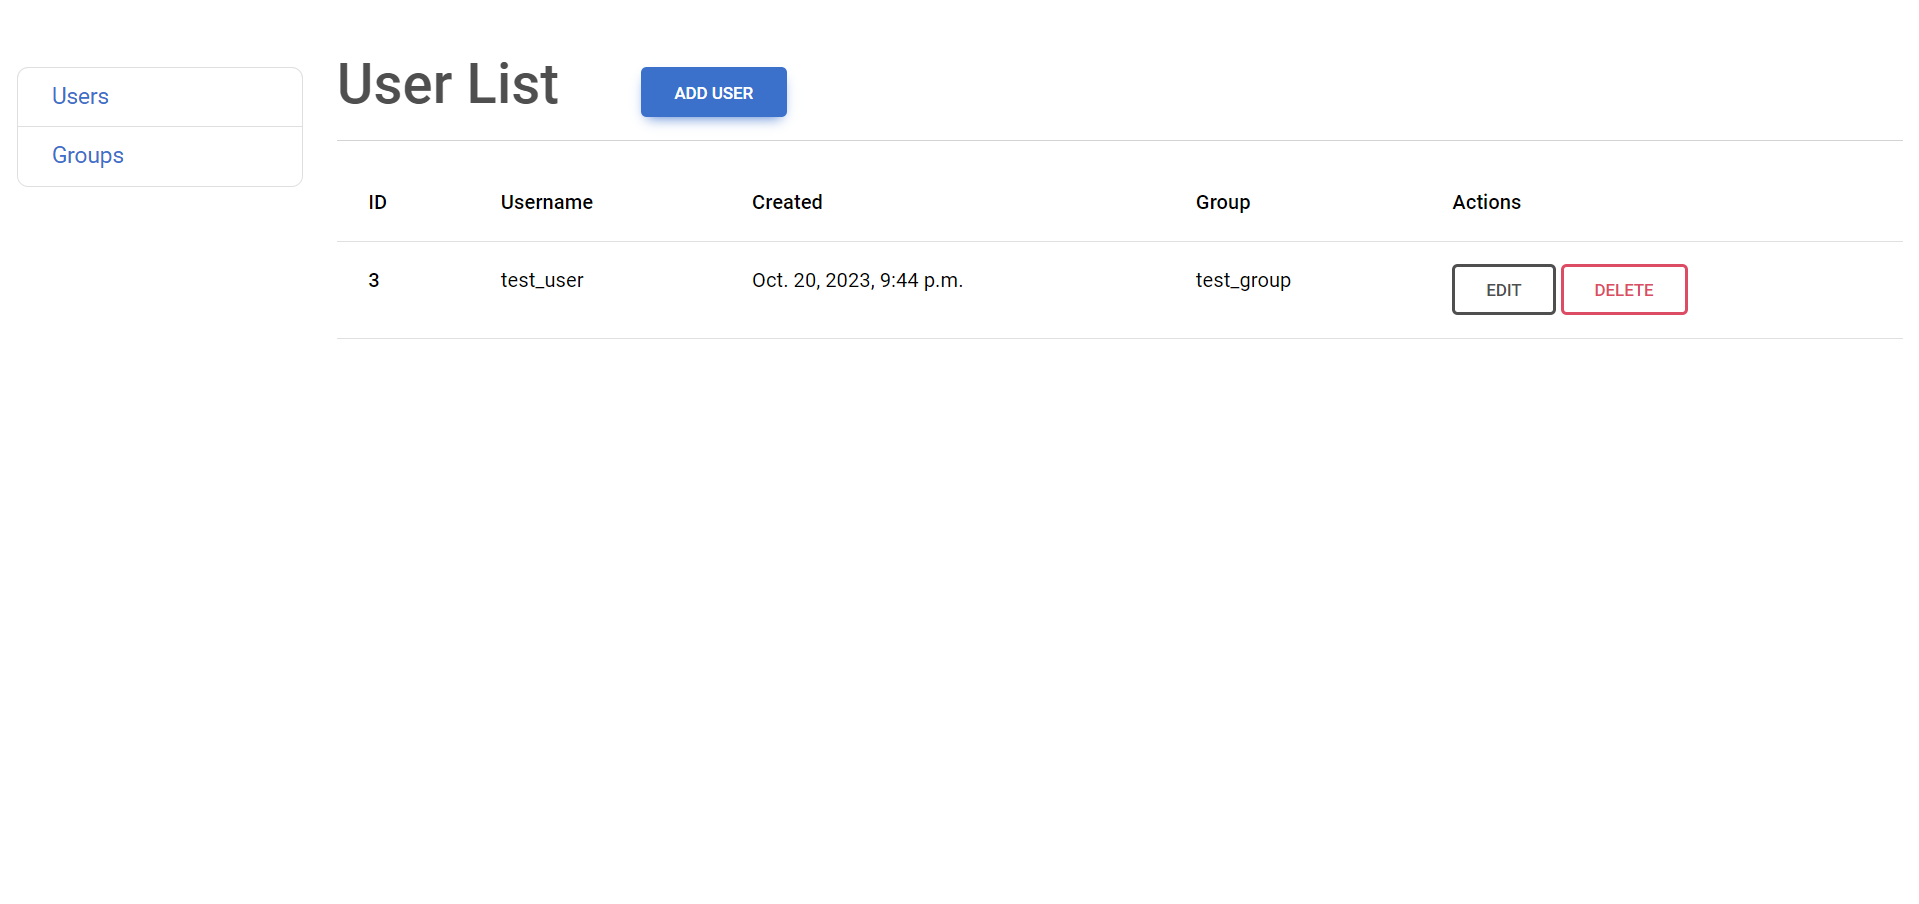 Users
Groups
User List
ADD USER
ID Username Created Group Actions
3 test_user Oct. 20, 2023, 9:44 p.m. test_group EDIT DELETE